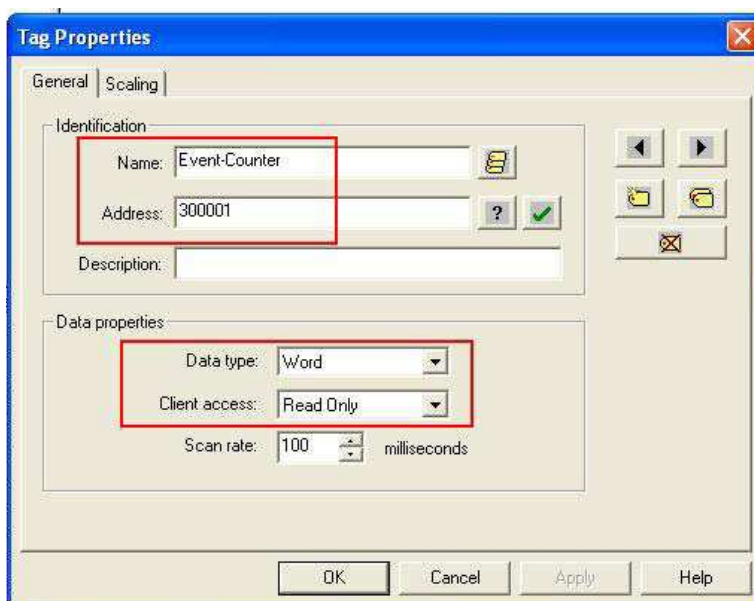 Tag Properties
General Scaling
Identification
Name: Event-Counter
Address: 300001
?
Description:
Data properties
Data type: Word
Client access: Read Only
Scan rate: 100 milliseconds
OK Cancel Apply Help